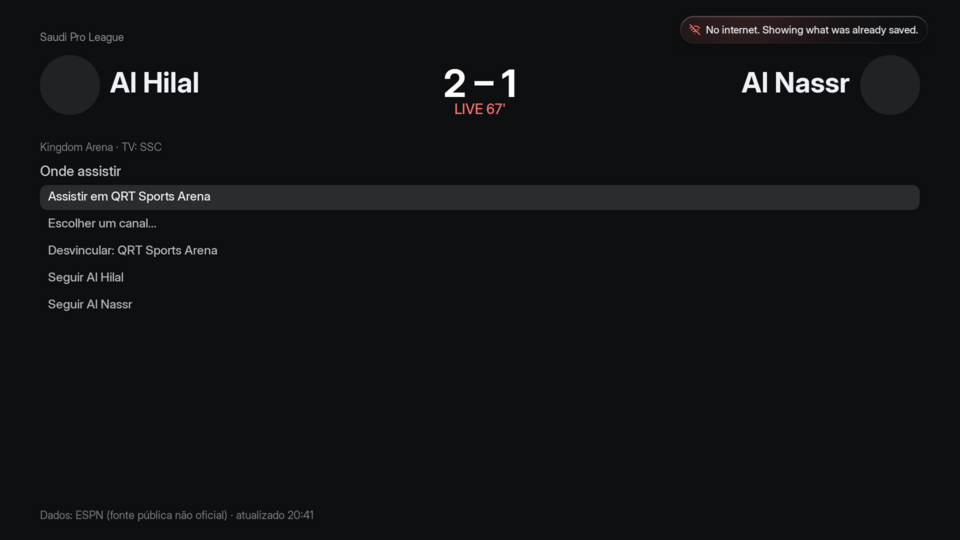 Saudi Pro League
No internet. Showing what was already saved.
Al Hilal
2 – 1
Al Nassr
LIVE 67'
Kingdom Arena · TV: SSC
Onde assistir
Assistir em QRT Sports Arena
Escolher um canal...
Desvincular: QRT Sports Arena
Seguir Al Hilal
Seguir Al Nassr
Dados: ESPN (fonte pública não oficial) · atualizado 20:41